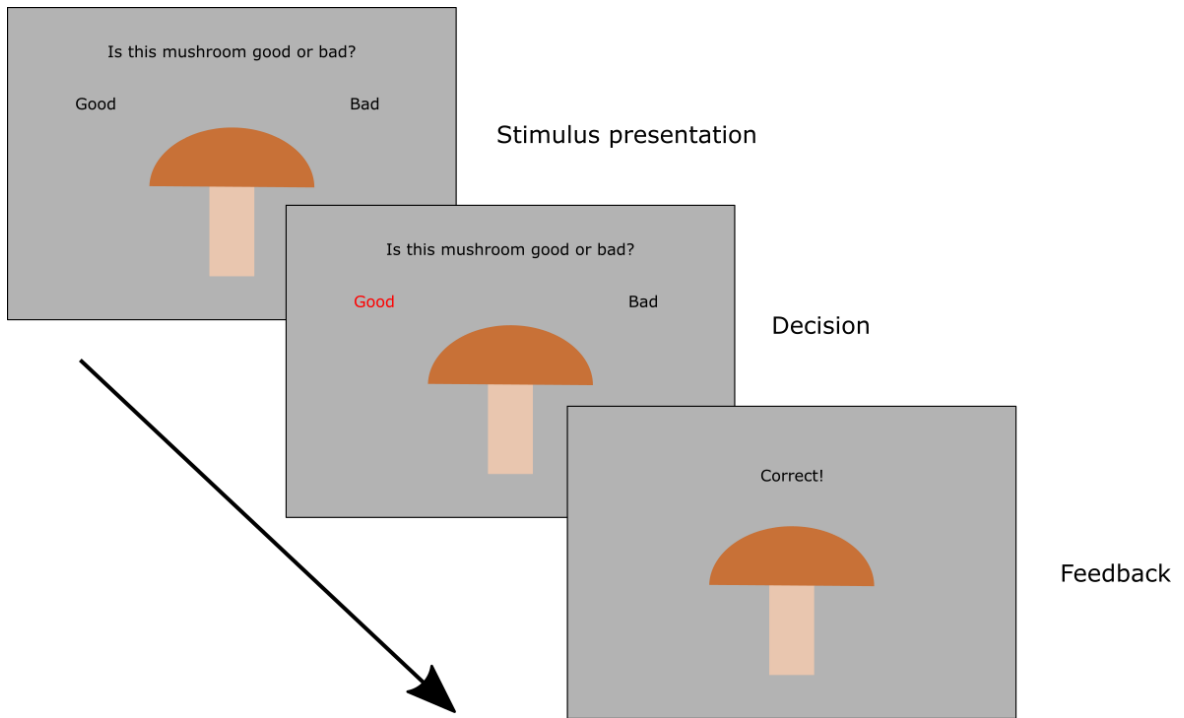 Is this mushroom good or bad?
Good Bad
Stimulus presentation
Is this mushroom good or bad?
Good Bad
Decision
Correct!
Feedback